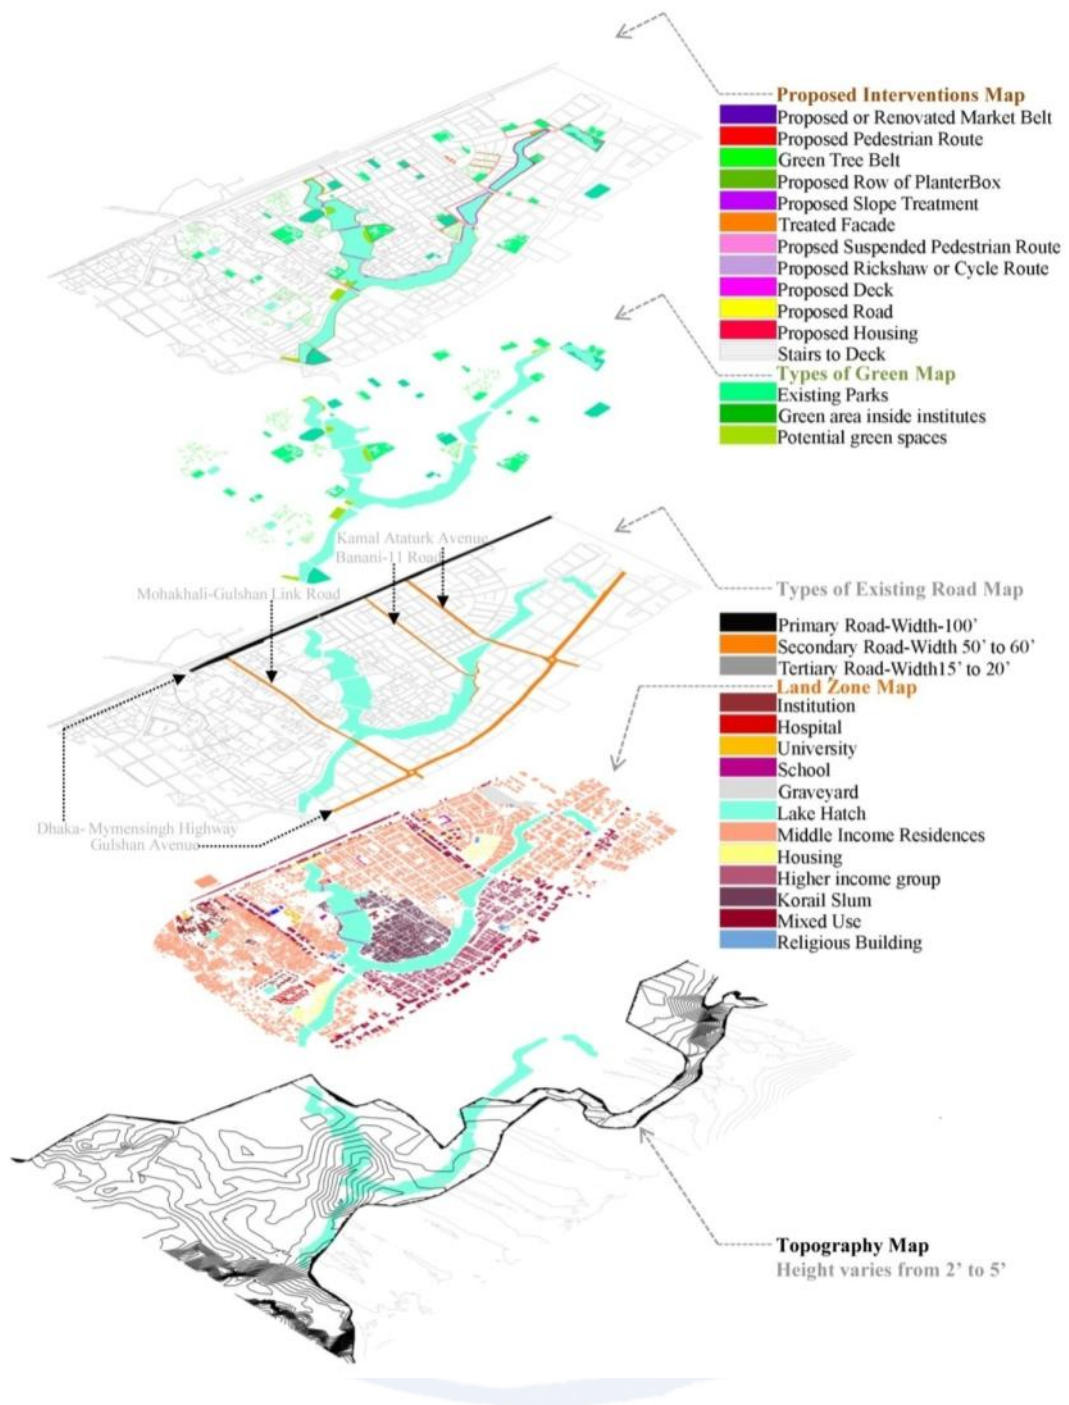 Proposed Interventions Map
Proposed or Renovated Market Belt
Proposed Pedestrian Route
Green Tree Belt
Proposed Row of PlanterBox
Proposed Slope Treatment
Treated Facade
Propsed Suspended Pedestrian Route
Proposed Rickshaw or Cycle Route
Proposed Deck
Proposed Road
Proposed Housing
Stairs to Deck
Types of Green Map
Existing Parks
Green area inside institutes
Potential green spaces
Kamal Ataturk Avenue
Banani-11 Road
Mohakhali-Gulshan Link Road
Dhaka- Mymensingh Highway
Gulshan Avenue
Types of Existing Road Map
Primary Road-Width-100'
Secondary Road-Width 50' to 60'
Tertiary Road-Width15' to 20'
Land Zone Map
Institution
Hospital
University
School
Graveyard
Lake Hatch
Middle Income Residences
Housing
Higher income group
Korail Slum
Mixed Use
Religious Building
Topography Map
Height varies from 2' to 5'